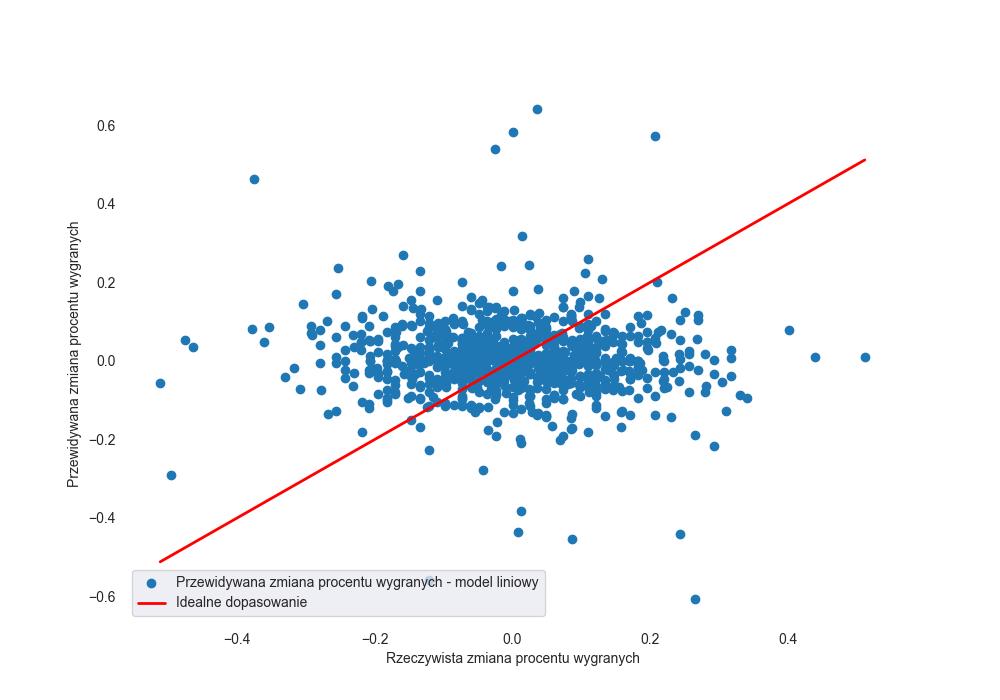 0.6
0.4
0.2
0.0
−0.2
−0.4
−0.6
Przewidywana zmiana procentu wygranych
Przewidywana zmiana procentu wygranych - model liniowy
Idealne dopasowanie
−0.4 −0.2 0.0 0.2 0.4
Rzeczywista zmiana procentu wygranych